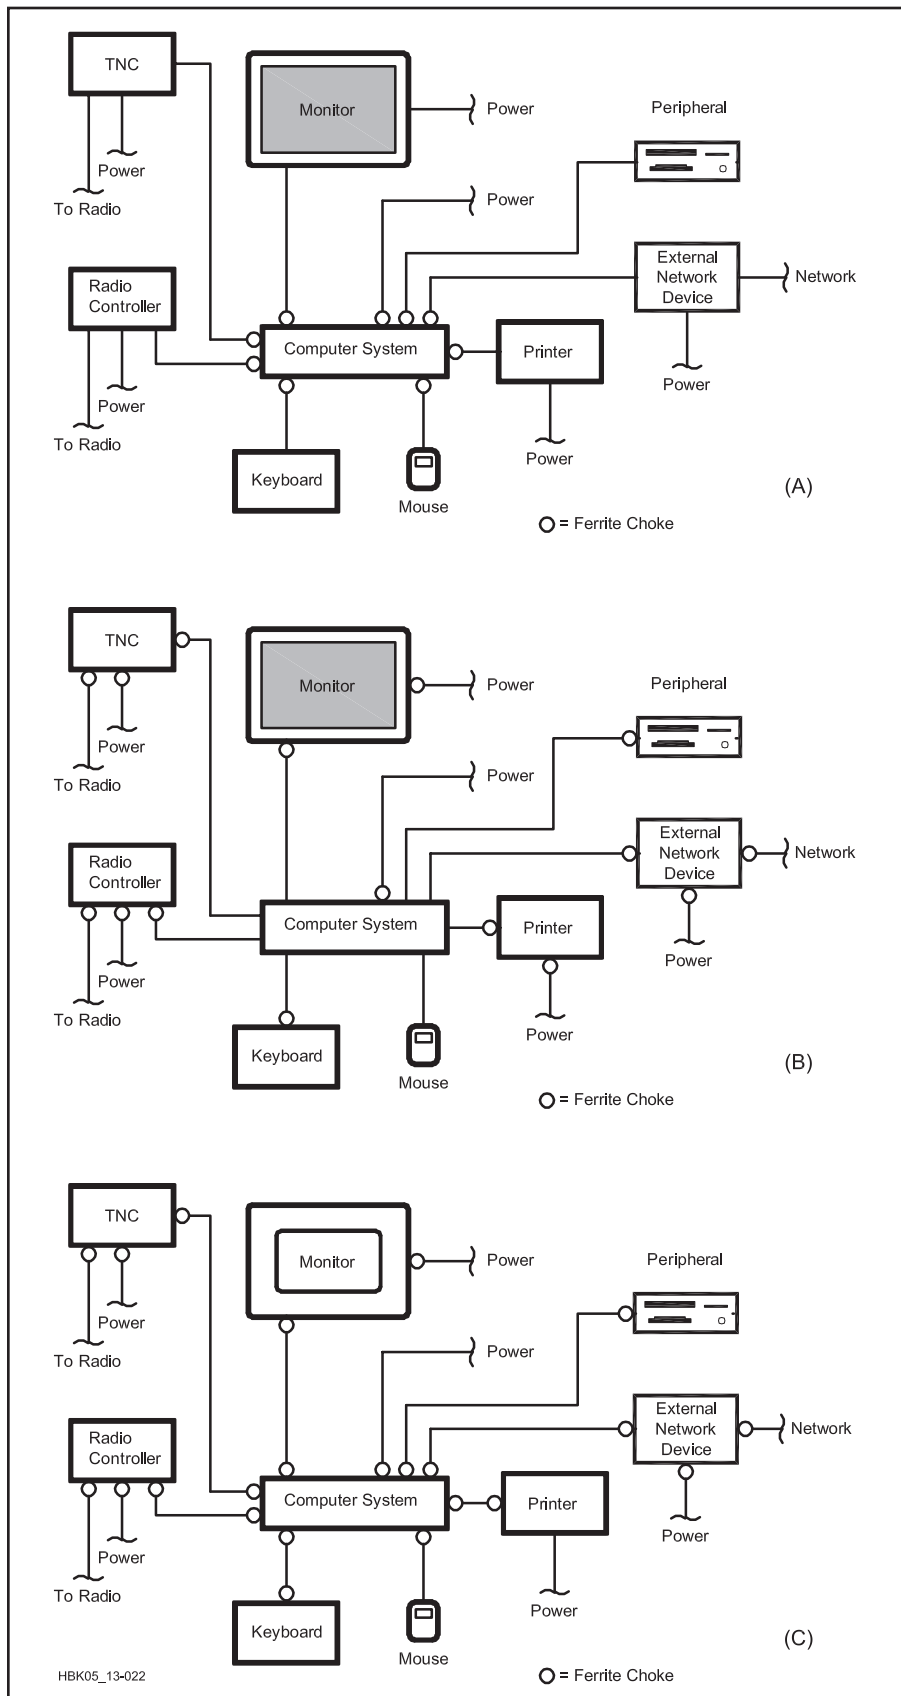 TNC
Monitor
Power
Peripheral
Power
To Radio
Power
External
Network
Device
Network
Radio
Controller
Computer System
Printer
Power
Power
To Radio
Keyboard
Power
Mouse
(A)
= Ferrite Choke
TNC
Monitor
Power
Peripheral
Power
To Radio
Power
External
Network
Device
Network
Radio
Controller
Computer System
Printer
Power
Power
To Radio
Keyboard
Power
Mouse
(B)
= Ferrite Choke
TNC
Monitor
Power
Peripheral
Power
To Radio
Power
External
Network
Device
Network
Radio
Controller
Computer System
Printer
Power
Power
To Radio
Keyboard
Power
Mouse
(C)
HBK05_13-022
= Ferrite Choke